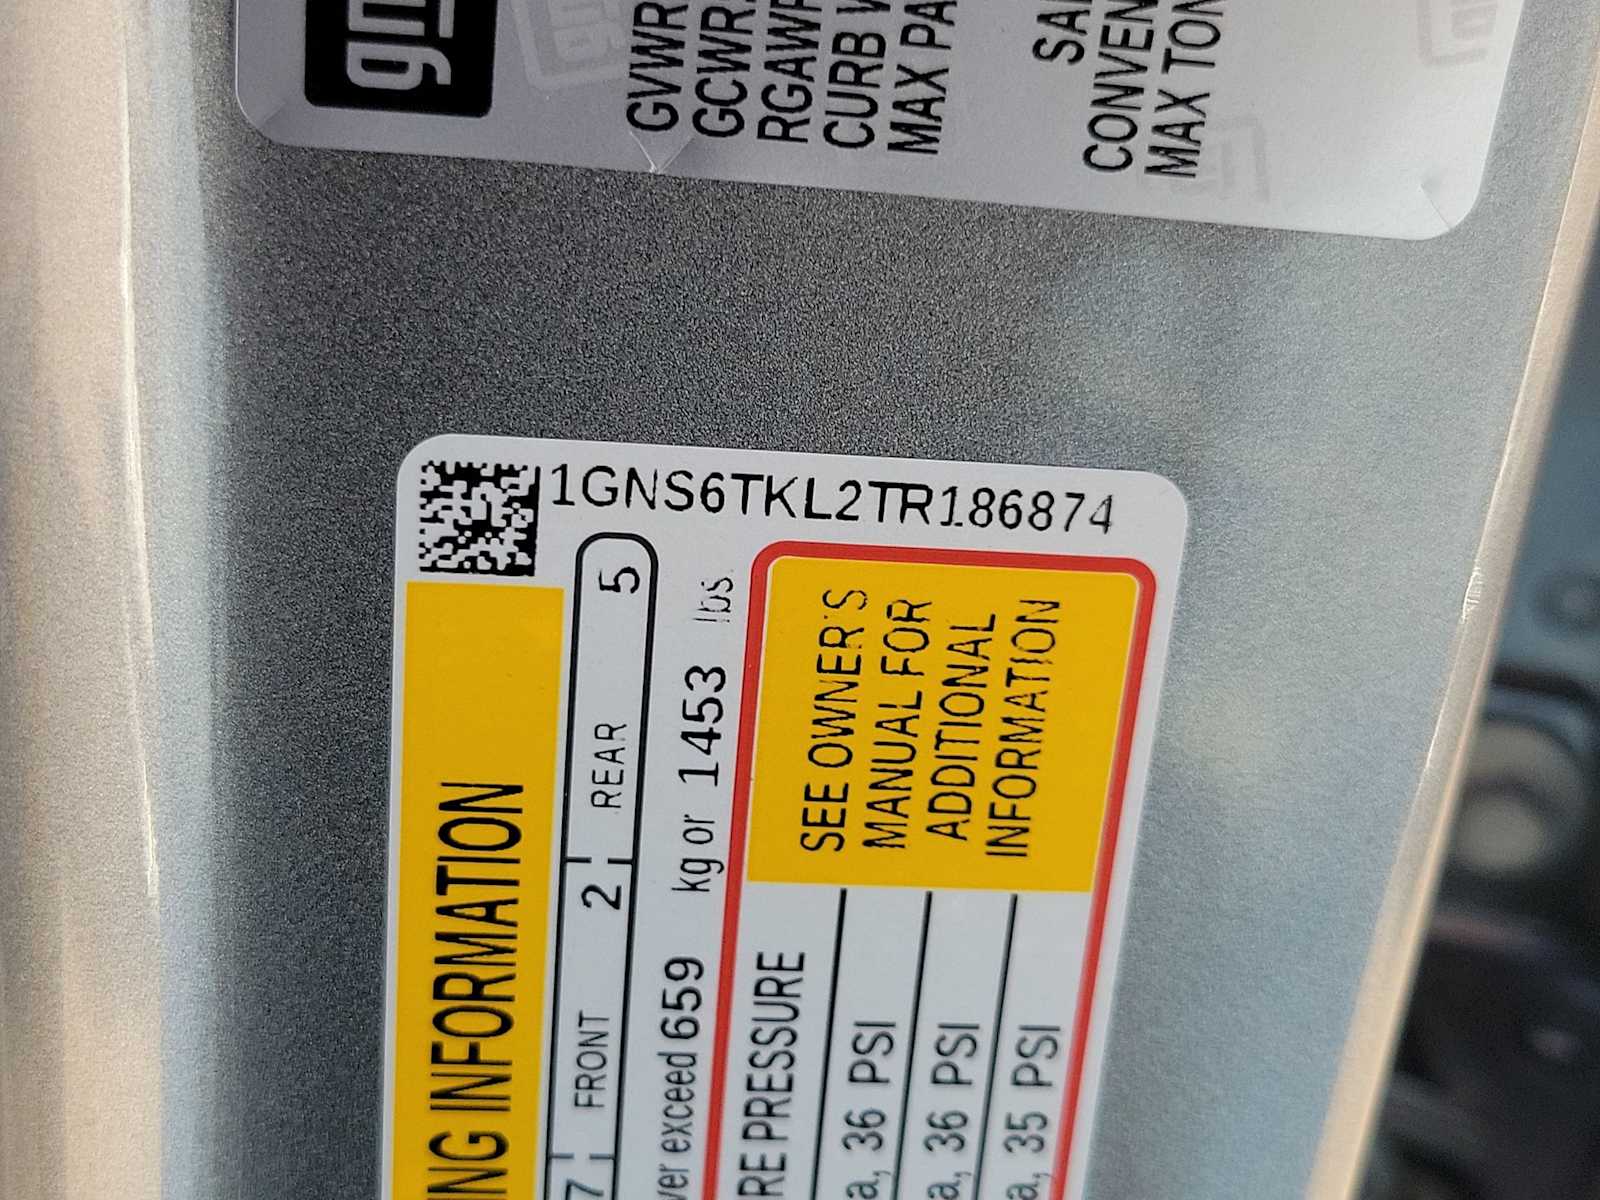 gm
GVWR
GCWR
RGAWR
CURB W
MAX PA
CONVEN
MAX TON
1GNS6TKL2TR186874
ING INFORMATION
7 FRONT 2 REAR 5
ver exceed 659 kg or 1453 lbs.
RE PRESSURE
SEE OWNER'S
MANUAL FOR
ADDITIONAL
INFORMATION
a, 36 PSI
a, 36 PSI
a, 35 PSI